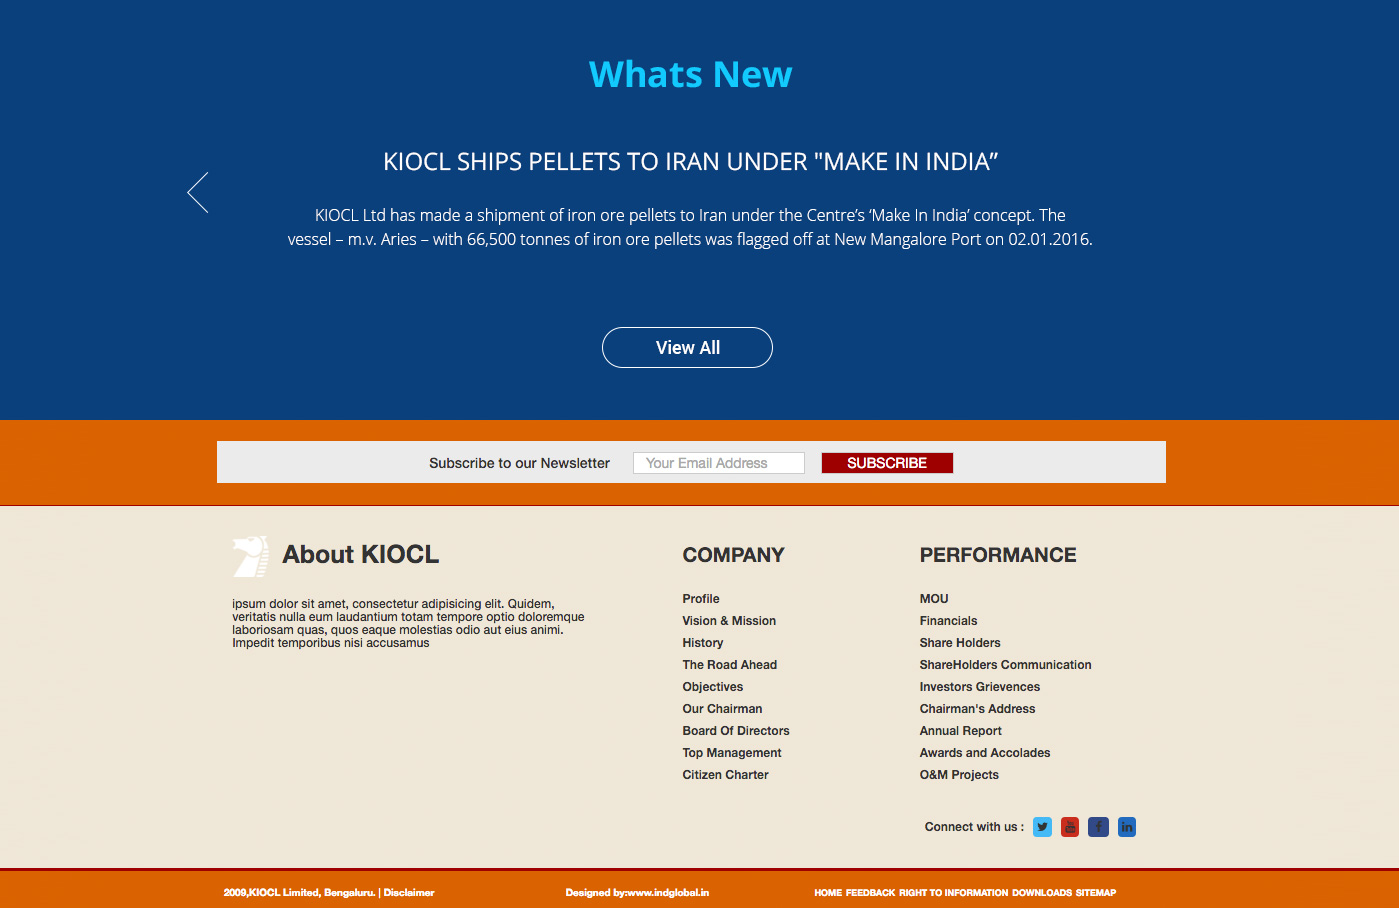 Whats New
KIOCL SHIPS PELLETS TO IRAN UNDER "MAKE IN INDIA”
KIOCL Ltd has made a shipment of iron ore pellets to Iran under the Centre’s ‘Make In India’ concept. The
vessel – m.v. Aries – with 66,500 tonnes of iron ore pellets was flagged off at New Mangalore Port on 02.01.2016.
View All
Subscribe to our Newsletter Your Email Address SUBSCRIBE
About KIOCL
ipsum dolor sit amet, consectetur adipisicing elit. Quidem,
veritatis nulla eum laudantium totam tempore optio doloremque
laboriosam quas, quos eaque molestias odio aut eius animi.
Impedit temporibus nisi accusamus
COMPANY
Profile
Vision & Mission
History
The Road Ahead
Objectives
Our Chairman
Board Of Directors
Top Management
Citizen Charter
PERFORMANCE
MOU
Financials
Share Holders
ShareHolders Communication
Investors Grievences
Chairman's Address
Annual Report
Awards and Accolades
O&M Projects
Connect with us :
2009,KIOCL Limited, Bengaluru. | Disclaimer
Designed by:www.indglobal.in
HOME FEEDBACK RIGHT TO INFORMATION DOWNLOADS SITEMAP